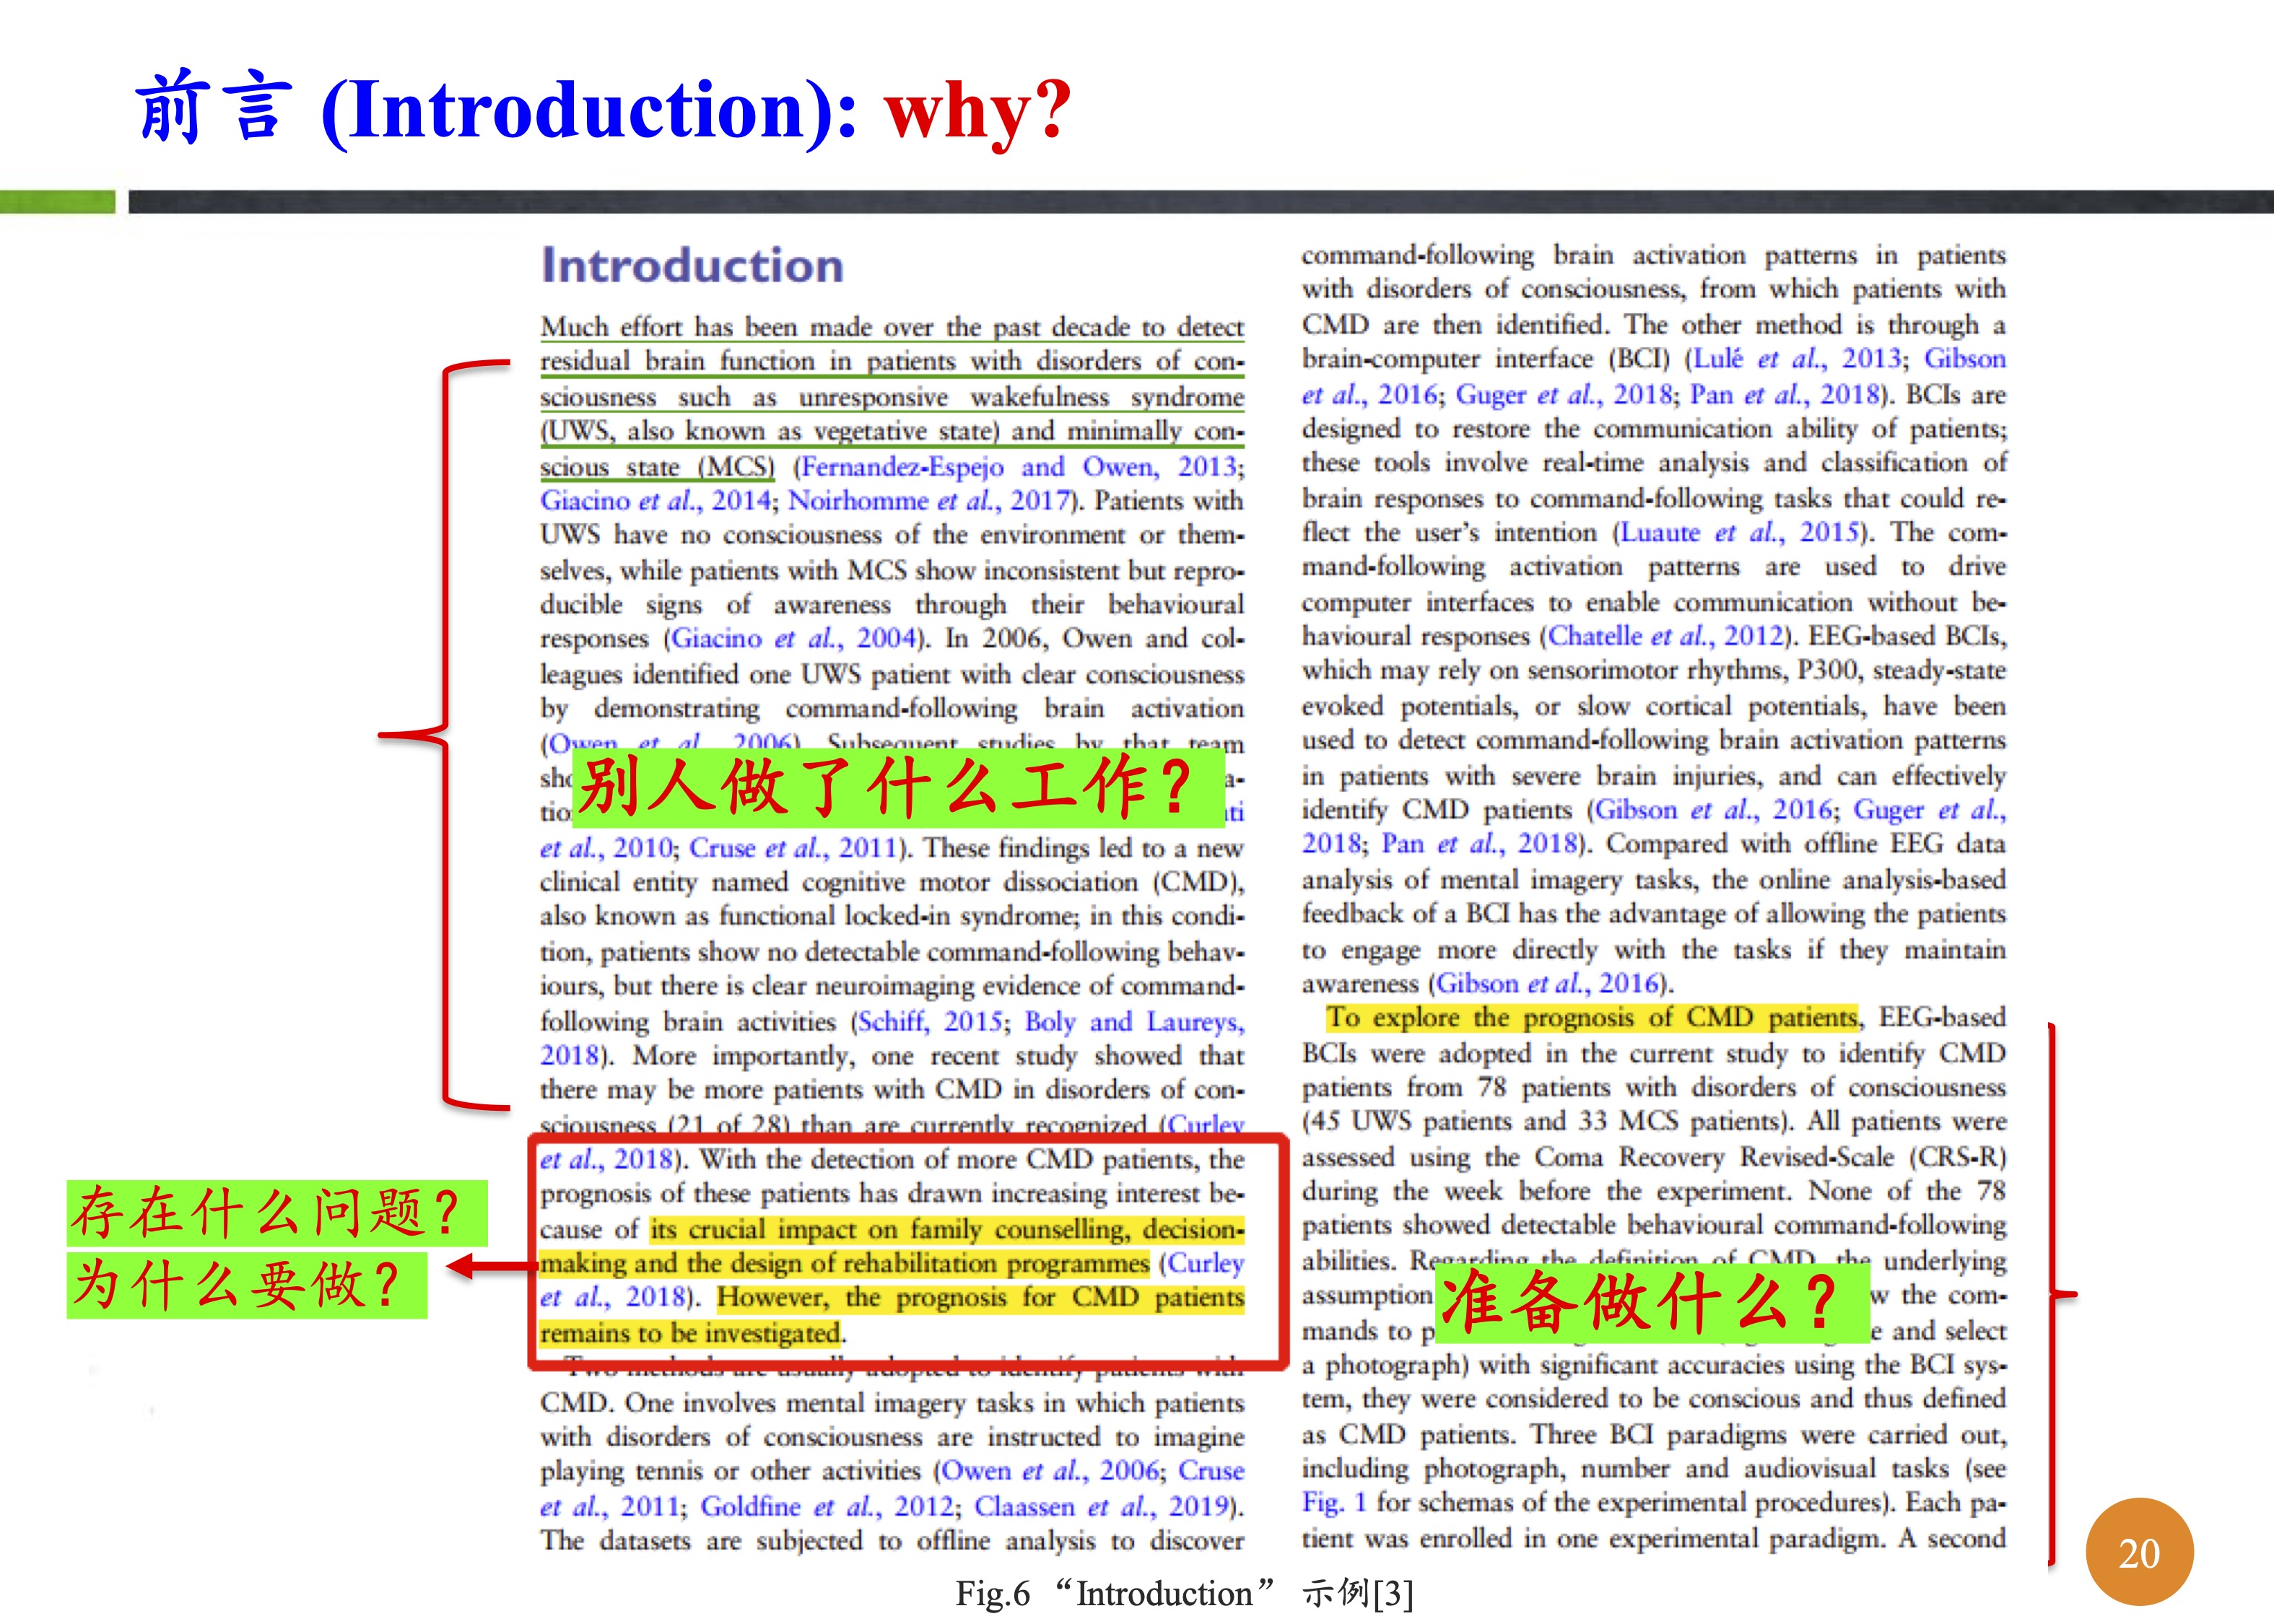 前言 (Introduction): why?
Introduction
Much effort has been made over the past decade to detect
residual brain function in patients with disorders of con-
sciousness such as unresponsive wakefulness syndrome
(UWS, also known as vegetative state) and minimally con-
scious state (MCS) (Fernandez-Espejo and Owen, 2013;
Giacino et al., 2014; Noirhomme et al., 2017). Patients with
UWS have no consciousness of the environment or them-
selves, while patients with MCS show inconsistent but repro-
ducible signs of awareness through their behavioural
responses (Giacino et al., 2004). In 2006, Owen and col-
leagues identified one UWS patient with clear consciousness
by demonstrating command-following brain activation
(Owen et al., 2006). Subsequent studies by that team
别人做了什么工作?
et al., 2010; Cruse et al., 2011). These findings led to a new
clinical entity named cognitive motor dissociation (CMD),
also known as functional locked-in syndrome; in this condi-
tion, patients show no detectable command-following behav-
iours, but there is clear neuroimaging evidence of command-
following brain activities (Schiff, 2015; Boly and Laureys,
2018). More importantly, one recent study showed that
there may be more patients with CMD in disorders of con-
sciousness (21 of 28) than are currently recognized (Curley
et al., 2018). With the detection of more CMD patients, the
prognosis of these patients has drawn increasing interest be-
cause of its crucial impact on family counselling, decision-
making and the design of rehabilitation programmes (Curley
et al., 2018). However, the prognosis for CMD patients
remains to be investigated.
存在什么问题?
为什么要做?
Two methods are usually adopted to identify patients with
CMD. One involves mental imagery tasks in which patients
with disorders of consciousness are instructed to imagine
playing tennis or other activities (Owen et al., 2006; Cruse
et al., 2011; Goldfine et al., 2012; Claassen et al., 2019).
The datasets are subjected to offline analysis to discover
command-following brain activation patterns in patients
with disorders of consciousness, from which patients with
CMD are then identified. The other method is through a
brain-computer interface (BCI) (Lulé et al., 2013; Gibson
et al., 2016; Guger et al., 2018; Pan et al., 2018). BCIs are
designed to restore the communication ability of patients;
these tools involve real-time analysis and classification of
brain responses to command-following tasks that could re-
flect the user's intention (Luaute et al., 2015). The com-
mand-following activation patterns are used to drive
computer interfaces to enable communication without be-
havioural responses (Chatelle et al., 2012). EEG-based BCIs,
which may rely on sensorimotor rhythms, P300, steady-state
evoked potentials, or slow cortical potentials, have been
used to detect command-following brain activation patterns
in patients with severe brain injuries, and can effectively
identify CMD patients (Gibson et al., 2016; Guger et al.,
2018; Pan et al., 2018). Compared with offline EEG data
analysis of mental imagery tasks, the online analysis-based
feedback of a BCI has the advantage of allowing the patients
to engage more directly with the tasks if they maintain
awareness (Gibson et al., 2016).
To explore the prognosis of CMD patients, EEG-based
BCIs were adopted in the current study to identify CMD
patients from 78 patients with disorders of consciousness
(45 UWS patients and 33 MCS patients). All patients were
assessed using the Coma Recovery Revised-Scale (CRS-R)
during the week before the experiment. None of the 78
patients showed detectable behavioural command-following
abilities. Regarding the definition of CMD, the underlying
assumption w the com-
mands to p e and select
准备做什么?
a photograph) with significant accuracies using the BCI sys-
tem, they were considered to be conscious and thus defined
as CMD patients. Three BCI paradigms were carried out,
including photograph, number and audiovisual tasks (see
Fig. 1 for schemas of the experimental procedures). Each pa-
tient was enrolled in one experimental paradigm. A second
Fig.6 “Introduction” 示例[3]
20